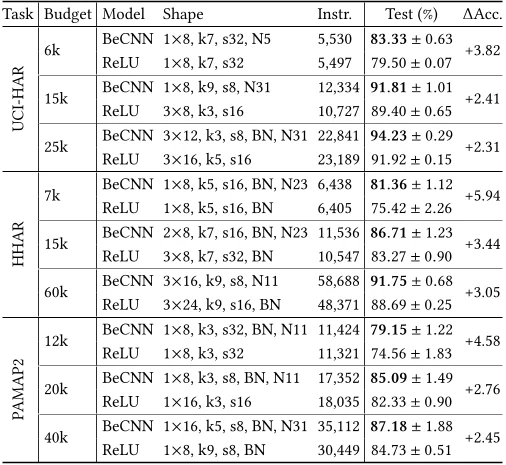 Task Budget Model Shape Instr. Test (%) ΔAcc.
UCI-HAR
6k BeCNN 1×8, k7, s32, N5 5,530 83.33 ± 0.63 +3.82
ReLU 1×8, k7, s32 5,497 79.50 ± 0.07
15k BeCNN 1×8, k9, s8, N31 12,334 91.81 ± 1.01 +2.41
ReLU 3×8, k3, s16 10,727 89.40 ± 0.65
25k BeCNN 3×12, k3, s8, BN, N31 22,841 94.23 ± 0.29 +2.31
ReLU 3×16, k5, s16 23,189 91.92 ± 0.15
HHAR
7k BeCNN 1×8, k5, s16, BN, N23 6,438 81.36 ± 1.12 +5.94
ReLU 1×8, k5, s16, BN 6,405 75.42 ± 2.26
15k BeCNN 2×8, k7, s16, BN, N23 11,536 86.71 ± 1.23 +3.44
ReLU 3×8, k7, s32, BN 10,547 83.27 ± 0.90
60k BeCNN 3×16, k9, s8, N11 58,688 91.75 ± 0.68 +3.05
ReLU 3×24, k9, s16, BN 48,371 88.69 ± 0.25
PAMAP2
12k BeCNN 1×8, k3, s32, BN, N11 11,424 79.15 ± 1.22 +4.58
ReLU 1×8, k3, s32 11,321 74.56 ± 1.83
20k BeCNN 1×8, k3, s8, BN, N11 17,352 85.09 ± 1.49 +2.76
ReLU 1×16, k3, s16 18,035 82.33 ± 0.90
40k BeCNN 1×16, k5, s8, BN, N31 35,112 87.18 ± 1.88 +2.45
ReLU 1×8, k9, s8, BN 30,449 84.73 ± 0.51